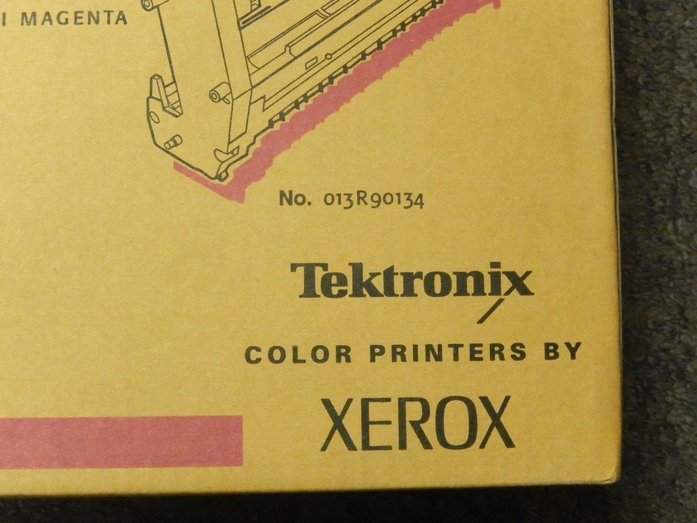 I MAGENTA
No. 013R90134
Tektronix
COLOR PRINTERS BY
XEROX